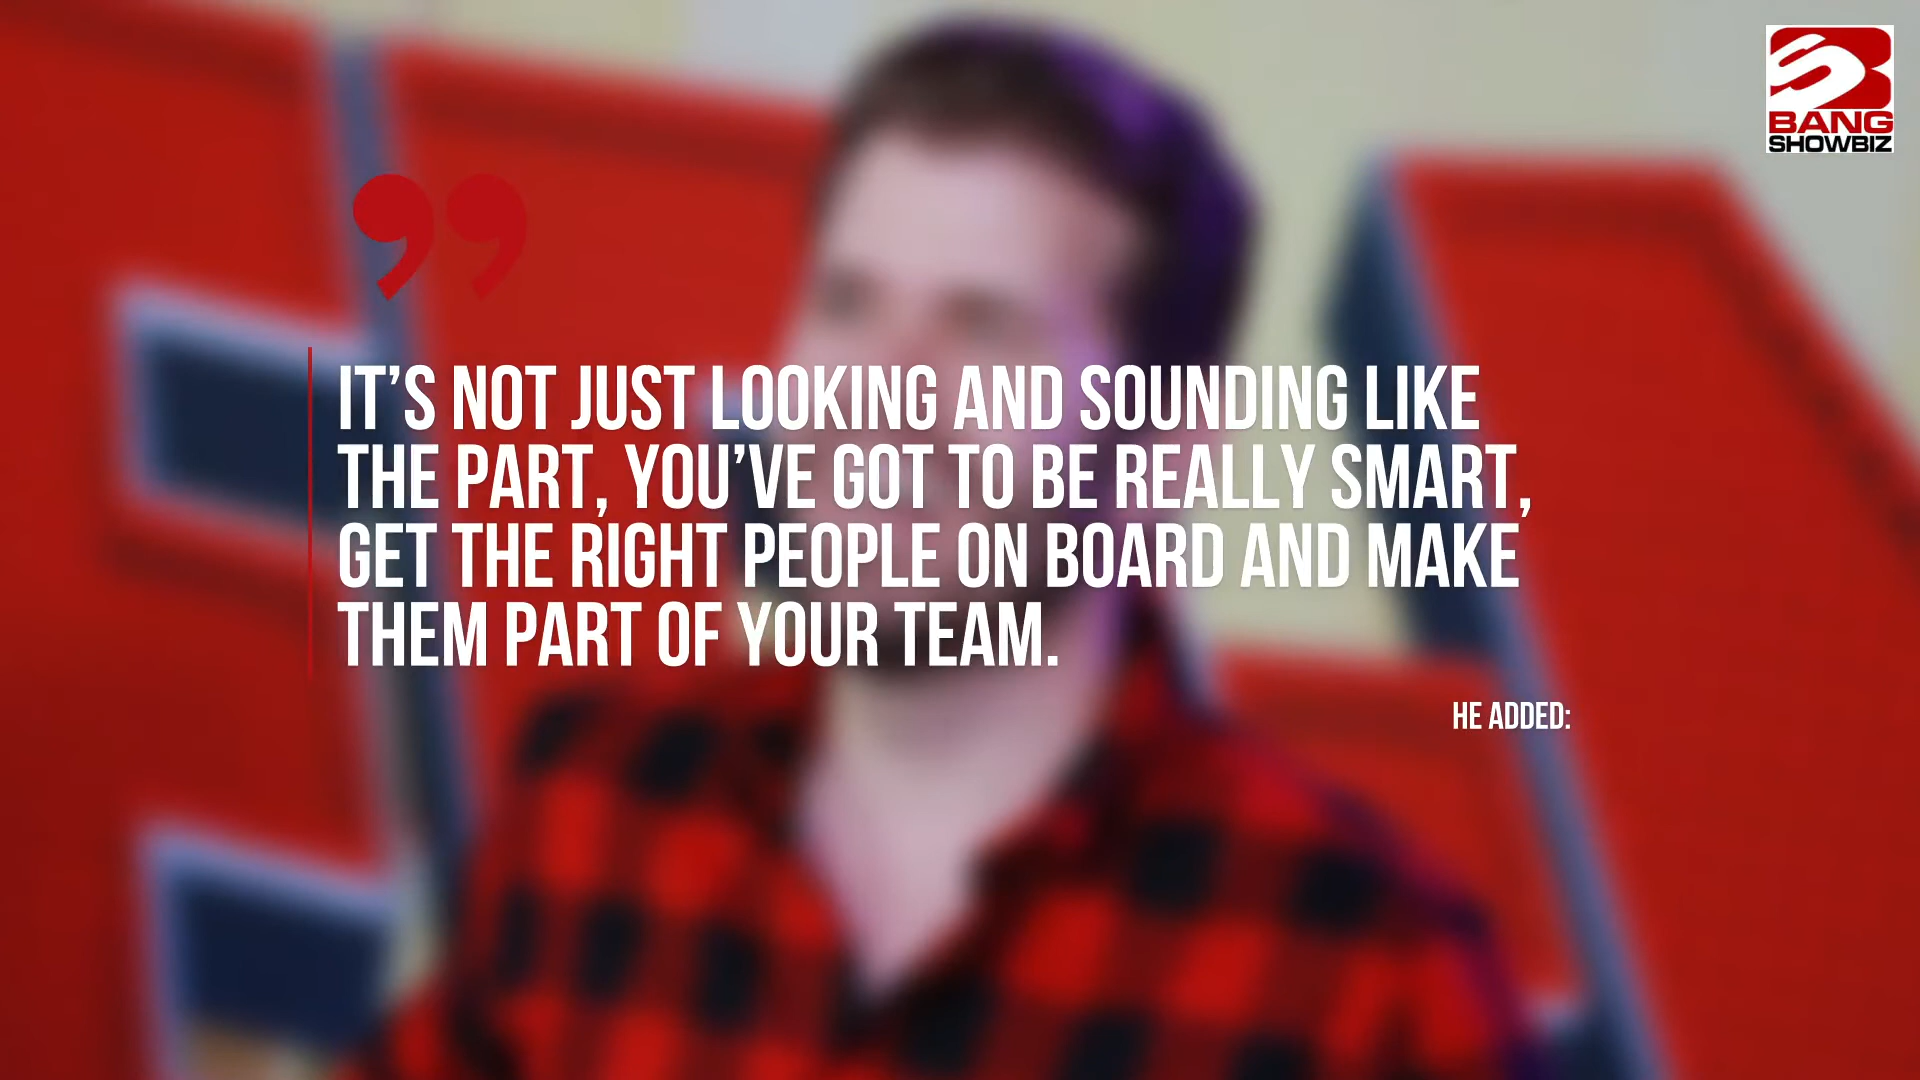 BANG
SHOWBIZ
”
IT’S NOT JUST LOOKING AND SOUNDING LIKE
THE PART, YOU’VE GOT TO BE REALLY SMART,
GET THE RIGHT PEOPLE ON BOARD AND MAKE
THEM PART OF YOUR TEAM.
HE ADDED: